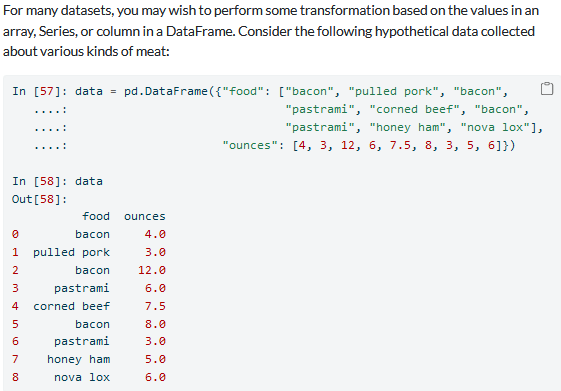 For many datasets, you may wish to perform some transformation based on the values in an
array, Series, or column in a DataFrame. Consider the following hypothetical data collected
about various kinds of meat:
In [57]: data = pd.DataFrame({"food": ["bacon", "pulled pork", "bacon",
   ....:                               "pastrami", "corned beef", "bacon",
   ....:                               "pastrami", "honey ham", "nova lox"],
   ....:                      "ounces": [4, 3, 12, 6, 7.5, 8, 3, 5, 6]})
In [58]: data
Out[58]:
          food  ounces
0        bacon     4.0
1  pulled pork     3.0
2        bacon    12.0
3     pastrami     6.0
4  corned beef     7.5
5        bacon     8.0
6     pastrami     3.0
7    honey ham     5.0
8     nova lox     6.0